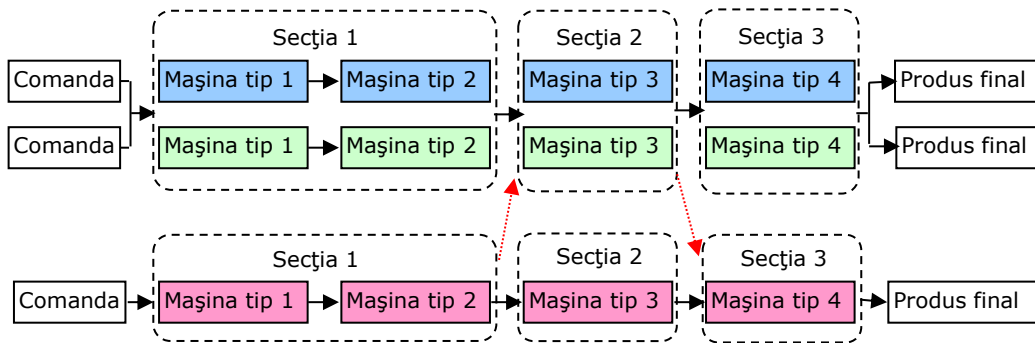 Secţia 1
Secţia 2
Secţia 3
Comanda
Maşina tip 1
Maşina tip 2
Maşina tip 3
Maşina tip 4
Produs final
Comanda
Maşina tip 1
Maşina tip 2
Maşina tip 3
Maşina tip 4
Produs final
Secţia 1
Secţia 2
Secţia 3
Comanda
Maşina tip 1
Maşina tip 2
Maşina tip 3
Maşina tip 4
Produs final